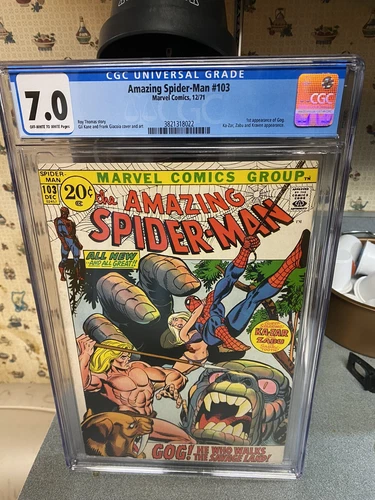 CGC UNIVERSAL GRADE
7.0
OFF-WHITE TO WHITE Pages
Amazing Spider-Man #103
Marvel Comics, 12/71
Roy Thomas story
Gil Kane and Frank Giacoia cover and art
1st appearance of Gog.
Ka-Zar, Zabu and Kraven appearance.
3821318022
CGC
SPIDER-
MAN
103
DEC
20¢
MARVEL COMICS GROUP
THE AMAZING
SPIDER-MAN
ALL NEW
AND ALL GREAT!
KA-ZAR
ZABU
GOG! HE WHO WALKS
THE SAVAGE LAND!